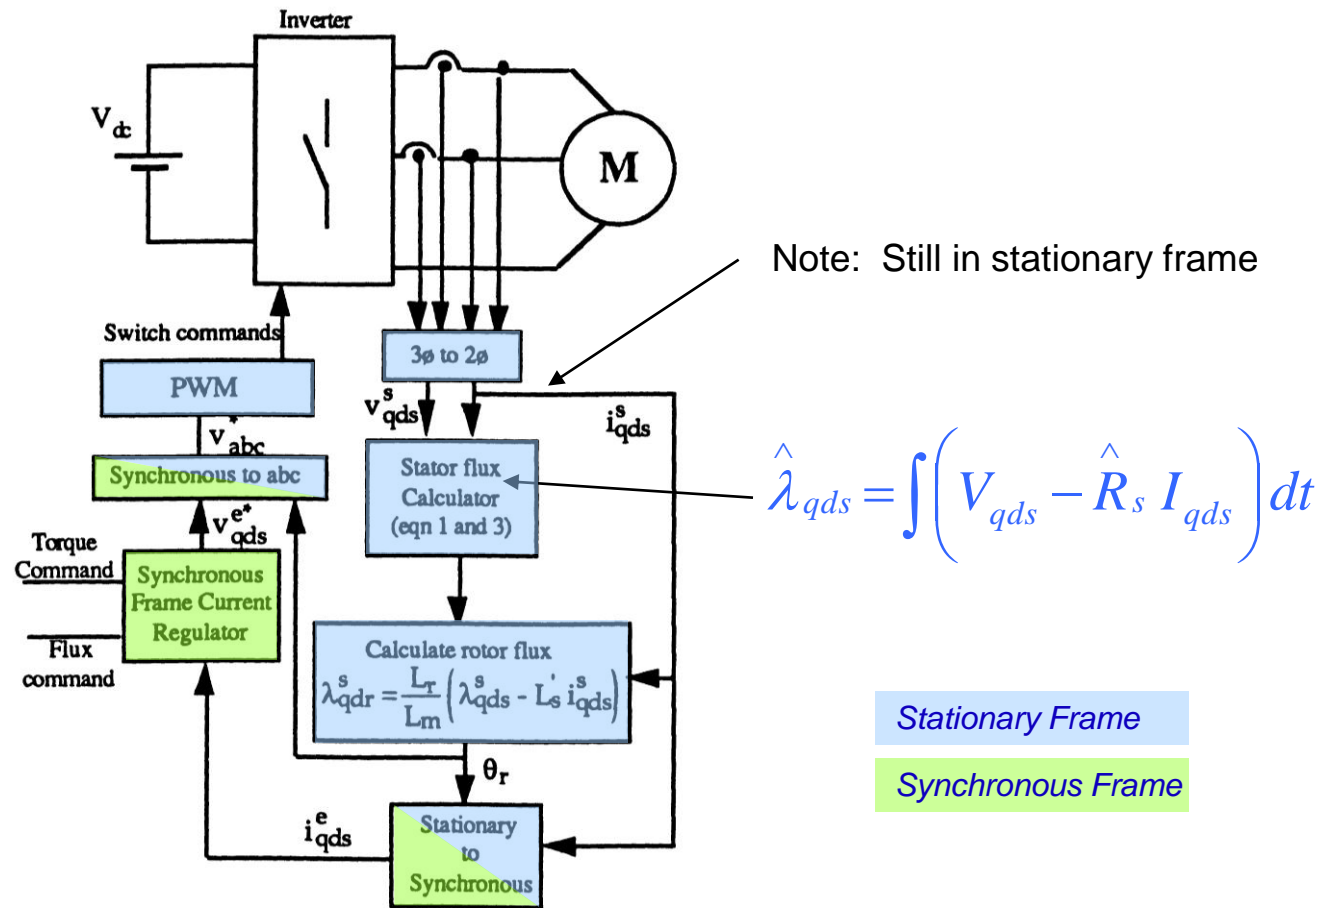 Inverter
V_dc
M
Note: Still in stationary frame
Switch commands
3ø to 2ø
PWM
v^s_qds
i^s_qds
v^*_abc
Synchronous to abc
Stator flux
Calculator
(eqn 1 and 3)
\hat{λ}_qds = ∫ ( V_qds − \hat{R}_s I_qds ) dt
v^e*_qds
Torque
Command
Synchronous
Frame Current
Regulator
Flux
command
Calculate rotor flux
λ^s_qdr = L_r / L_m ( λ^s_qds - L'_s i^s_qds )
Stationary Frame
Synchronous Frame
θ_r
i^e_qds
Stationary
to
Synchronous